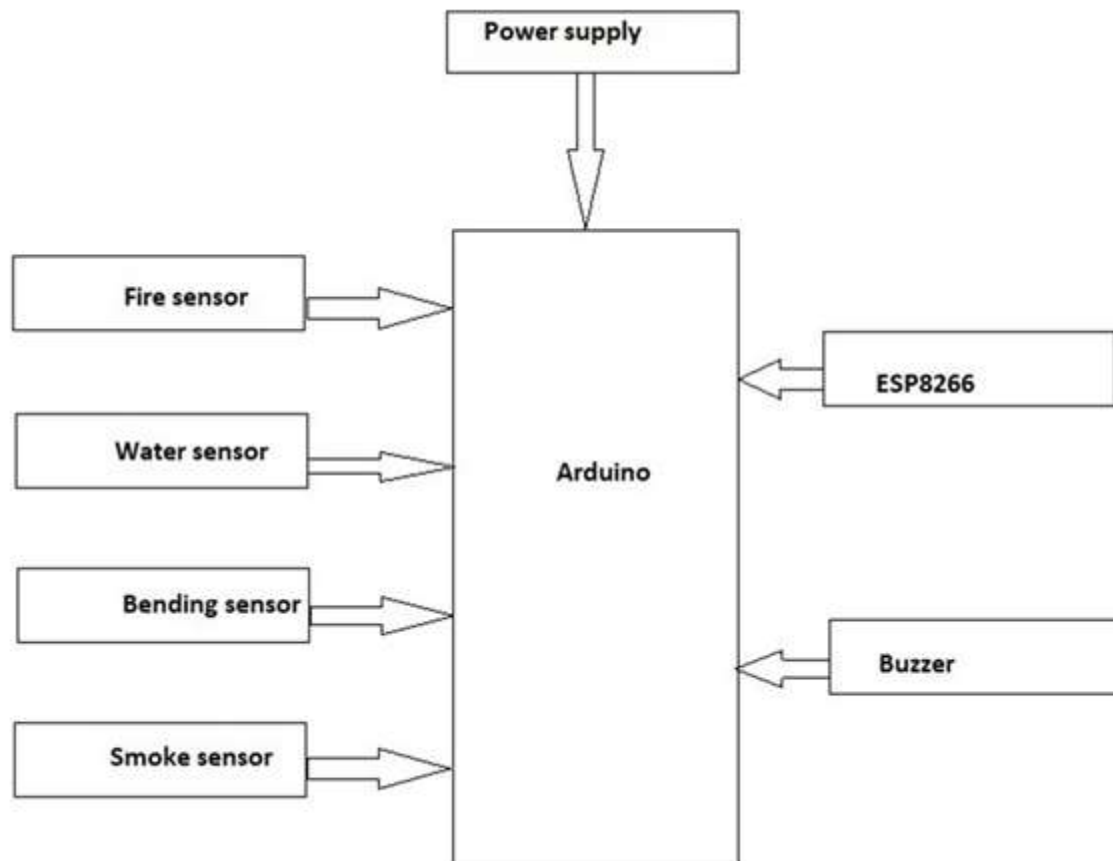 Power supply
Fire sensor
Water sensor
Bending sensor
Smoke sensor
Arduino
ESP8266
Buzzer